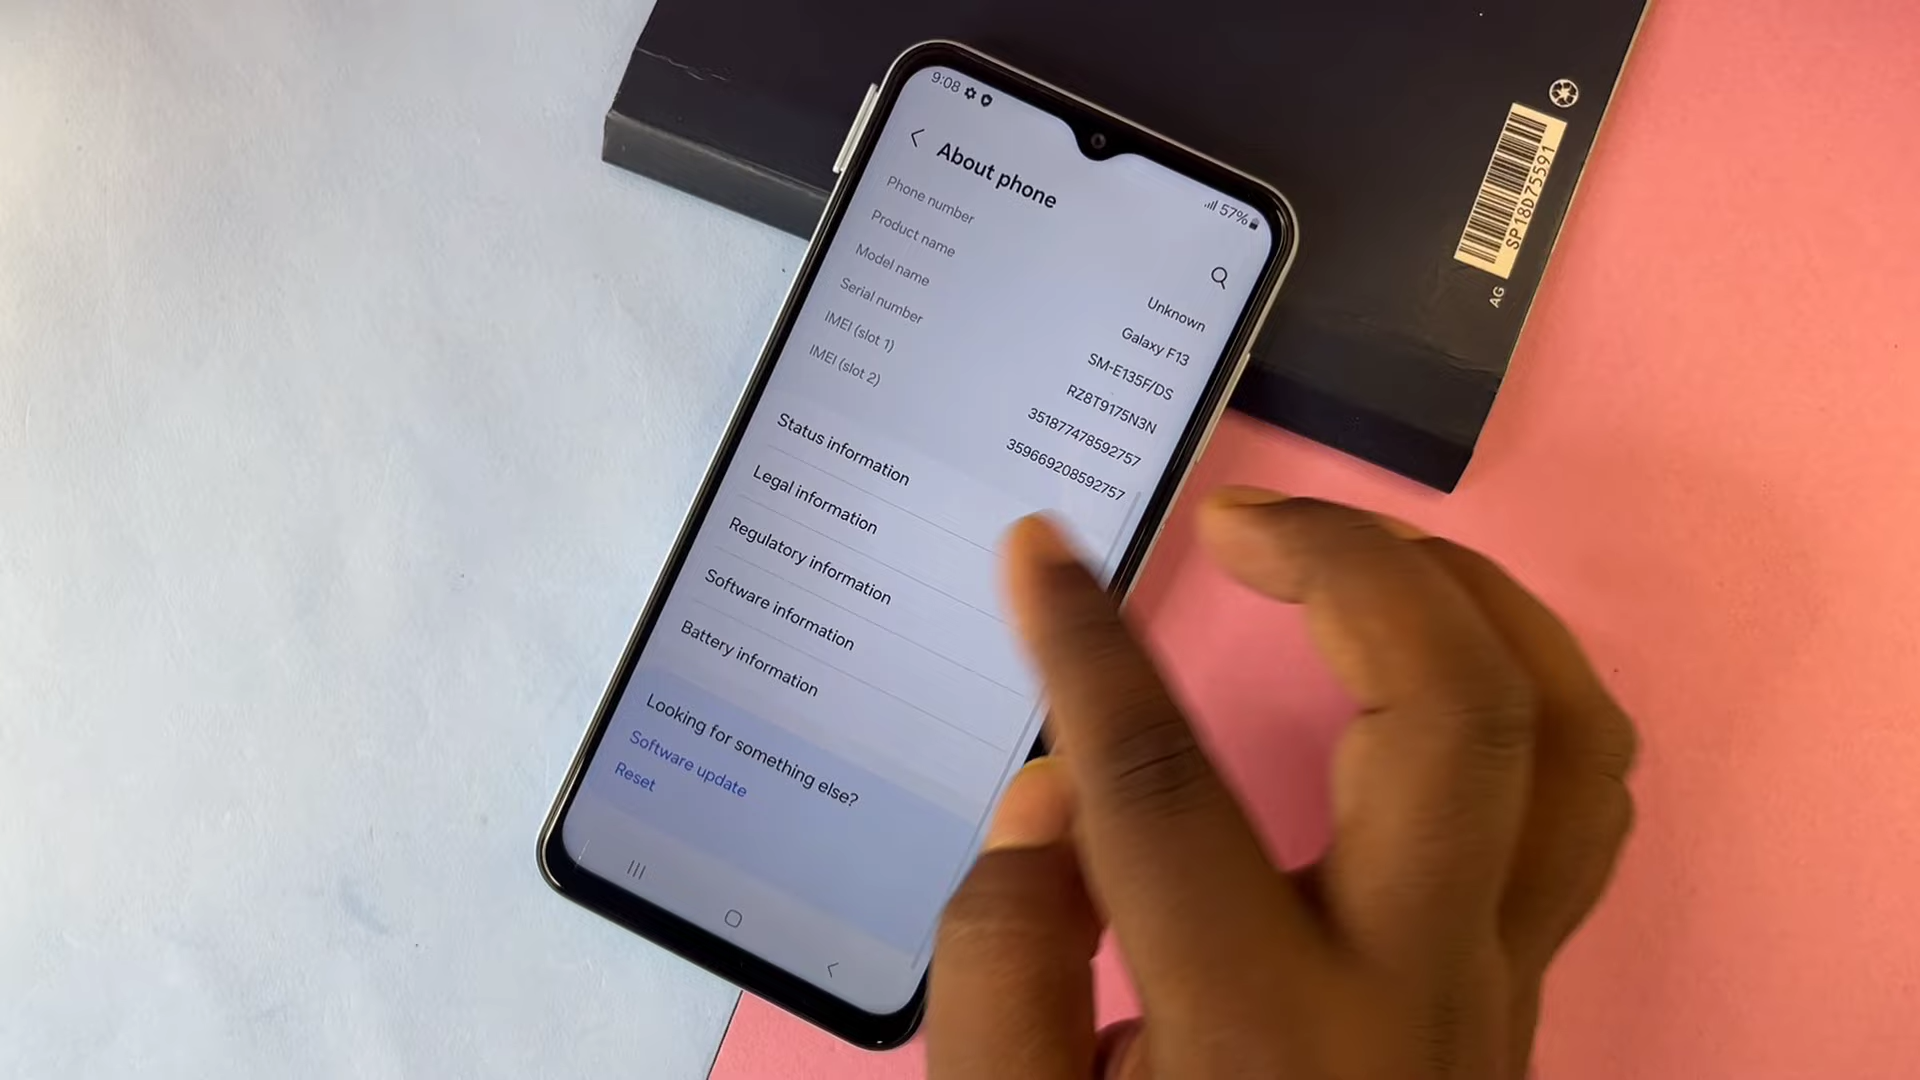 9:08
57%
About phone
Phone number
Unknown
Product name
Galaxy F13
Model name
SM-E135F/DS
Serial number
RZ8T9175N3N
IMEI (slot 1)
351877478592757
IMEI (slot 2)
359669208592757
Status information
Legal information
Regulatory information
Software information
Battery information
Looking for something else?
Software update
Reset
SP18D75591
AG